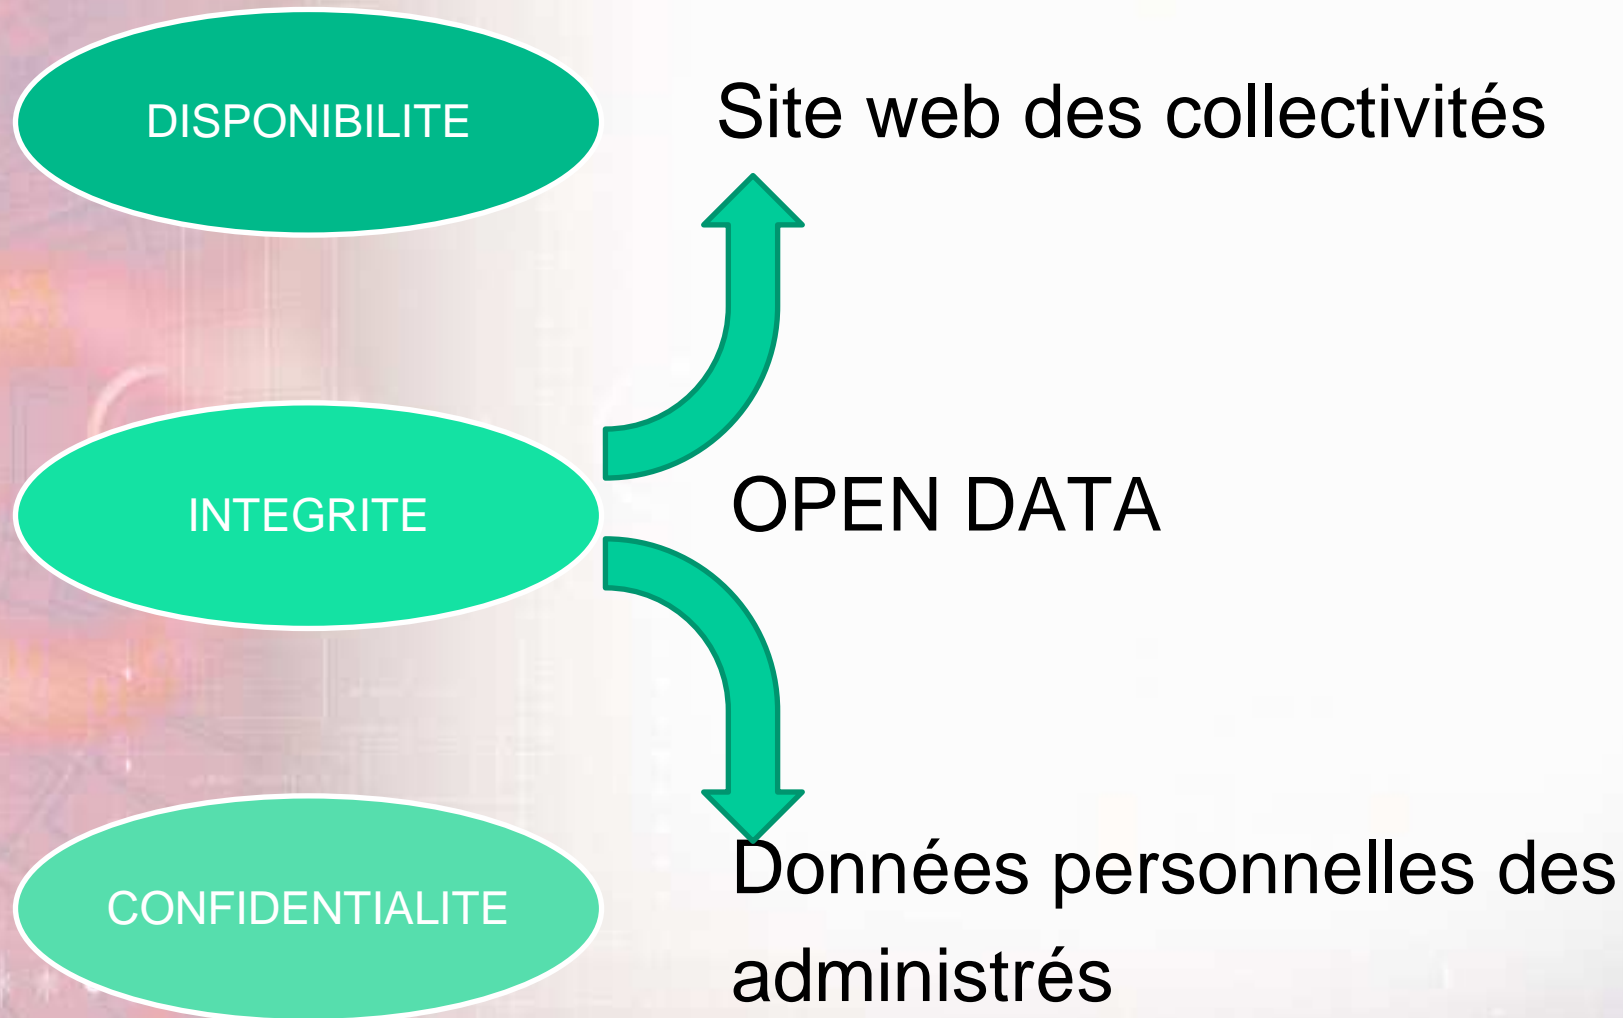 DISPONIBILITE
Site web des collectivités
INTEGRITE
OPEN DATA
CONFIDENTIALITE
Données personnelles des
administrés